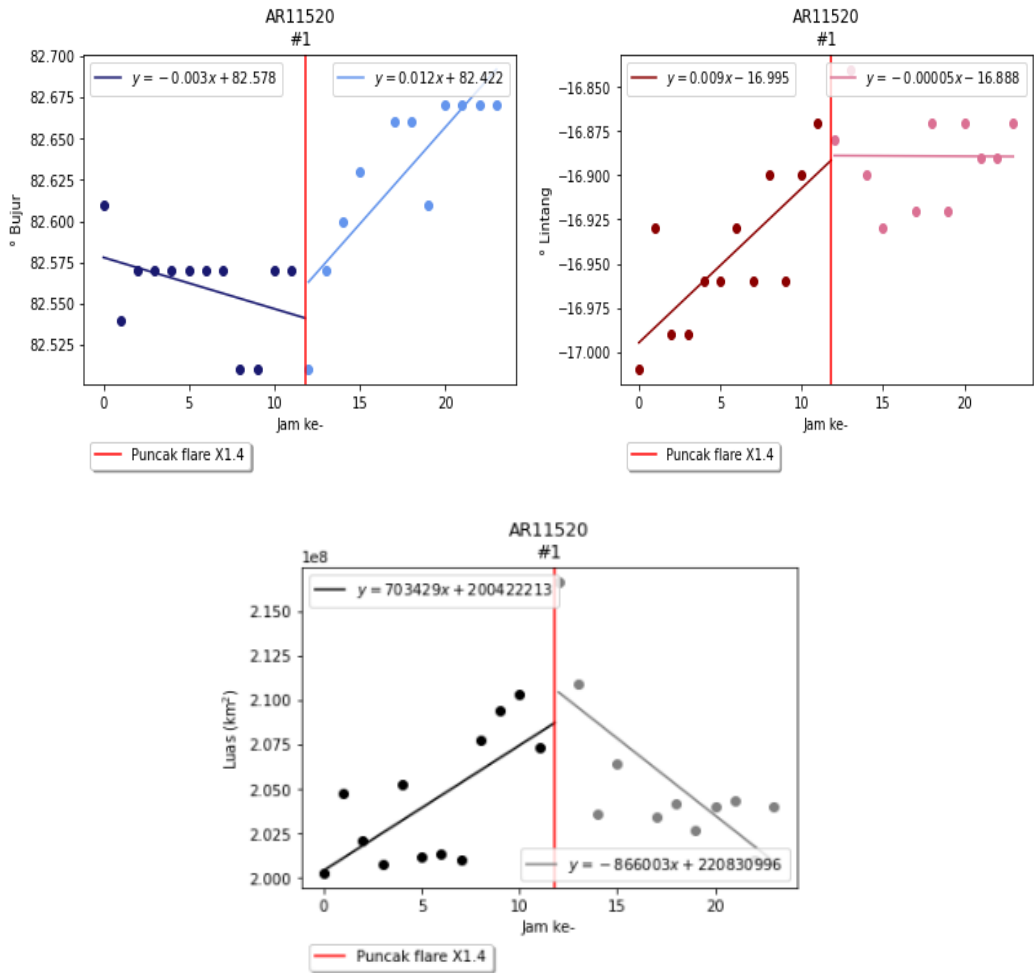 AR11520
#1
82.700
82.675
82.650
82.625
82.600
82.575
82.550
82.525
° Bujur
y = −0.003x + 82.578
y = 0.012x + 82.422
0 5 10 15 20
Jam ke-
Puncak flare X1.4
AR11520
#1
−16.850
−16.875
−16.900
−16.925
−16.950
−16.975
−17.000
° Lintang
y = 0.009x − 16.995
y = −0.00005x − 16.888
0 5 10 15 20
Jam ke-
Puncak flare X1.4
AR11520
#1
1e8
2.150
2.125
2.100
2.075
2.050
2.025
2.000
Luas (km²)
y = 703429x + 200422213
y = −866003x + 220830996
0 5 10 15 20
Jam ke-
Puncak flare X1.4